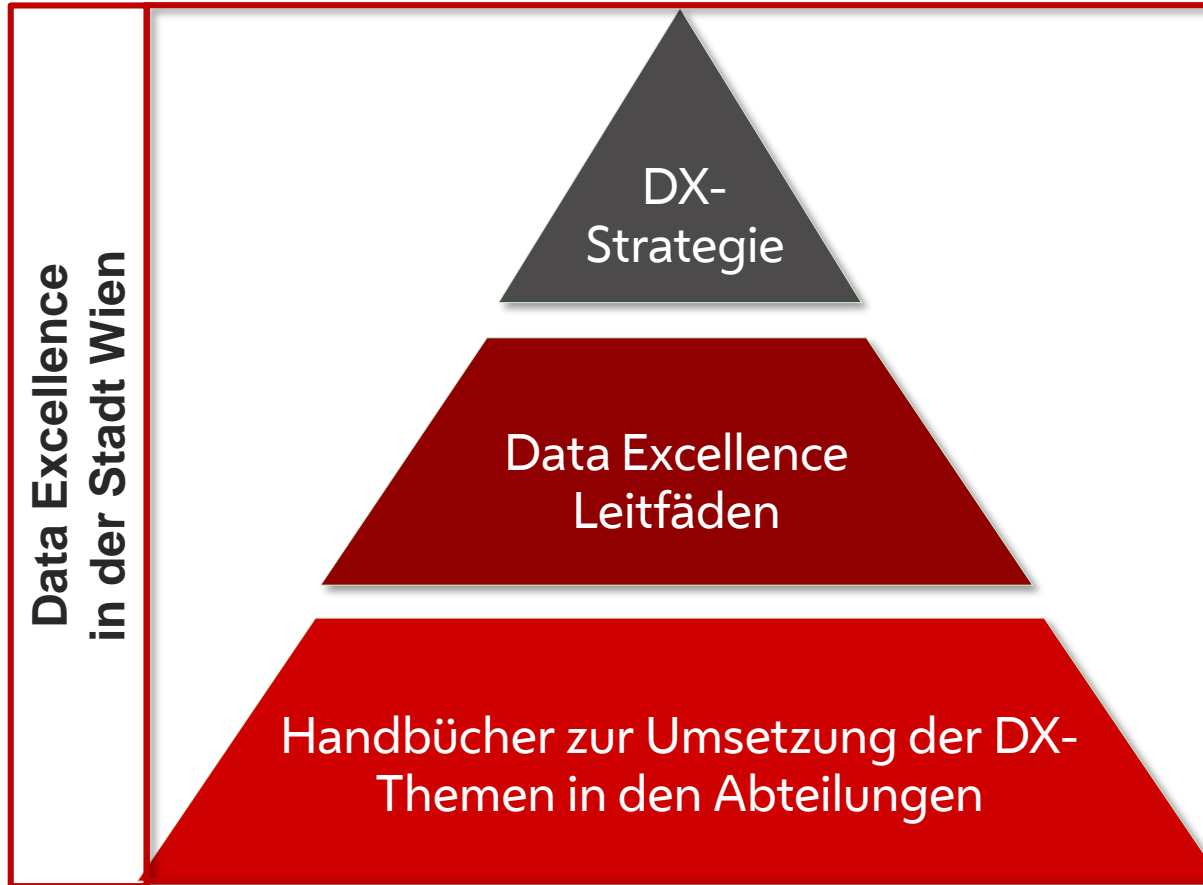 Data Excellence
in der Stadt Wien
DX-
Strategie
Data Excellence
Leitfäden
Handbücher zur Umsetzung der DX-
Themen in den Abteilungen